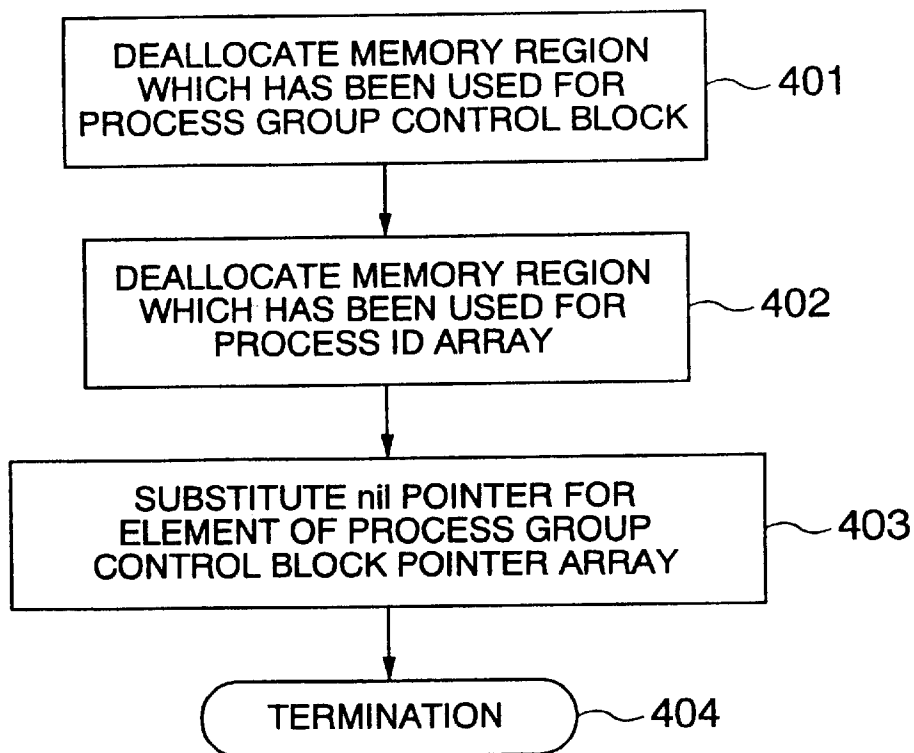 DEALLOCATE MEMORY REGION
WHICH HAS BEEN USED FOR
PROCESS GROUP CONTROL BLOCK
401
DEALLOCATE MEMORY REGION
WHICH HAS BEEN USED FOR
PROCESS ID ARRAY
402
SUBSTITUTE nil POINTER FOR
ELEMENT OF PROCESS GROUP
CONTROL BLOCK POINTER ARRAY
403
TERMINATION
404